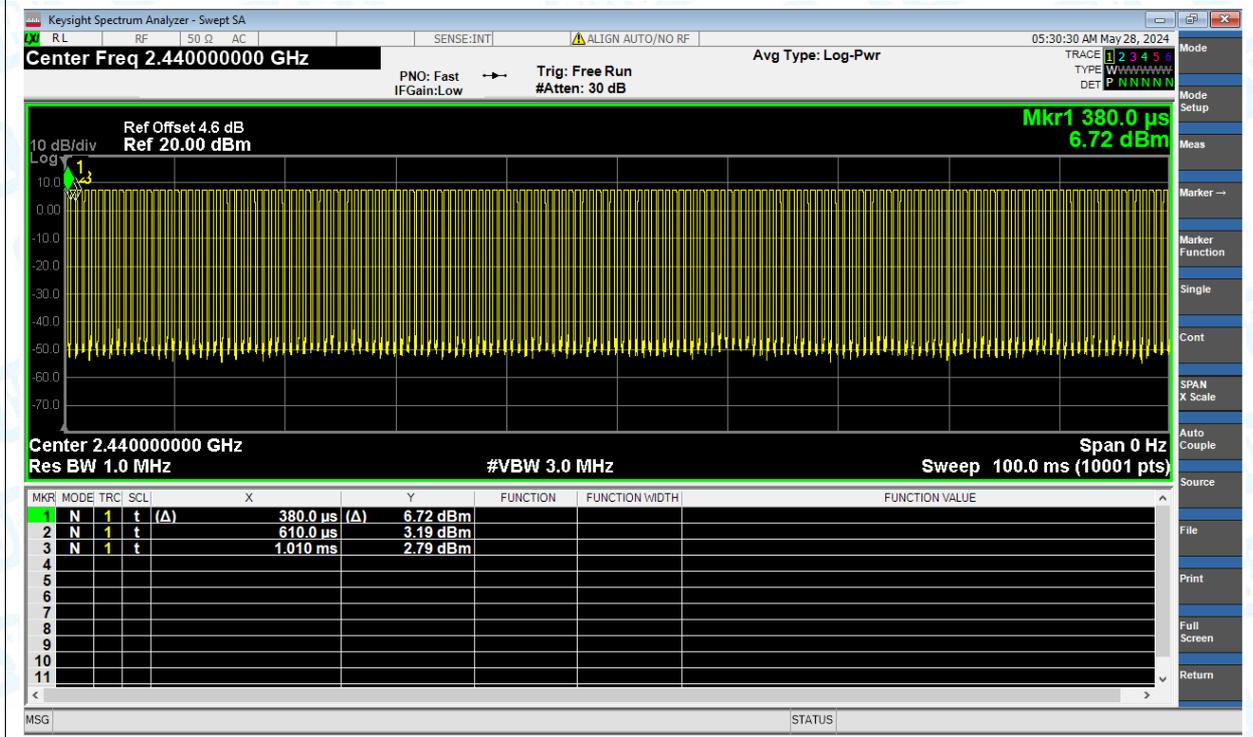 Keysight Spectrum Analyzer - Swept SA
LXI RL RF 50 Ω AC SENSE:INT ALIGN AUTO/NO RF 05:30:30 AM May 28, 2024
Center Freq 2.440000000 GHz
PNO: Fast
IFGain:Low
Trig: Free Run
#Atten: 30 dB
Avg Type: Log-Pwr
TRACE 1 2 3 4 5 6
TYPE WWWWWW
DET P N N N N N
Ref Offset 4.6 dB
10 dB/div Ref 20.00 dBm
Log
Mkr1 380.0 µs
6.72 dBm
1
3
10.0
0.00
-10.0
-20.0
-30.0
-40.0
-50.0
-60.0
-70.0
Center 2.440000000 GHz Span 0 Hz
Res BW 1.0 MHz #VBW 3.0 MHz Sweep 100.0 ms (10001 pts)
MKR MODE TRC SCL X Y FUNCTION FUNCTION WIDTH FUNCTION VALUE
1 N 1 t (Δ) 380.0 µs (Δ) 6.72 dBm
2 N 1 t 610.0 µs 3.19 dBm
3 N 1 t 1.010 ms 2.79 dBm
4
5
6
7
8
9
10
11
MSG STATUS
Mode
Mode
Setup
Meas
Marker →
Marker
Function
Single
Cont
SPAN
X Scale
Auto
Couple
Source
File
Print
Full
Screen
Return